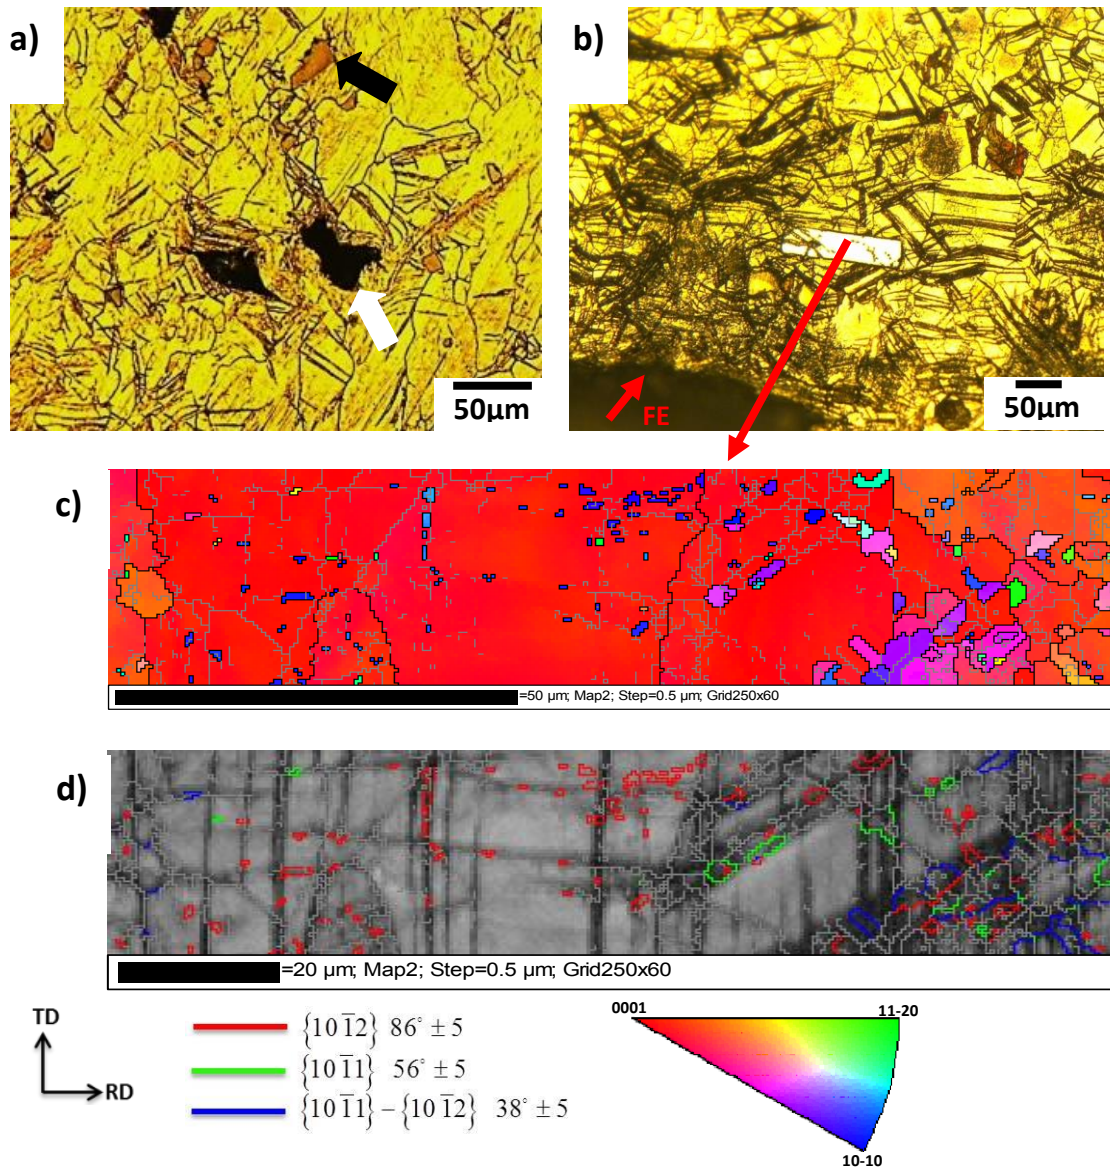 a)
b)
50µm
FE
50µm
c)
=50 µm; Map2; Step=0.5 µm; Grid250x60
d)
=20 µm; Map2; Step=0.5 µm; Grid250x60
TD
RD
{10 1̅2} 86° ± 5
{10 1̅1} 56° ± 5
{10 1̅1} – {10 1̅2} 38° ± 5
0001
11-20
10-10